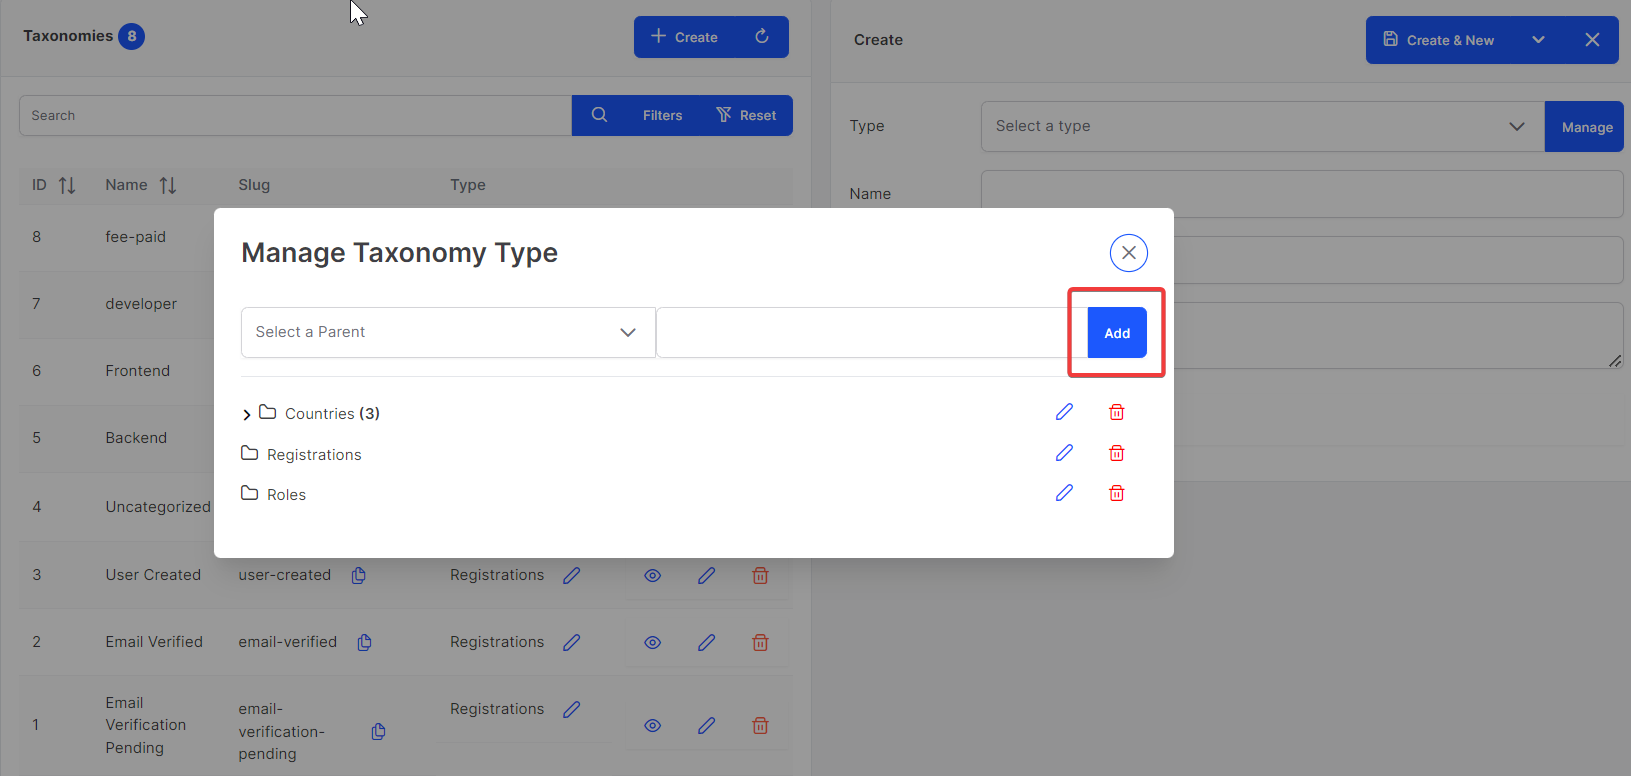 Taxonomies 8
Create
Create
Create & New
Search
Filters
Reset
Type
Select a type
Manage
Name
ID Name Slug Type
8 fee-paid
7 developer
6 Frontend
5 Backend
4 Uncategorized
Manage Taxonomy Type
Select a Parent
Add
Countries (3)
Registrations
Roles
3 User Created user-created Registrations
2 Email Verified email-verified Registrations
1
Email
Verification
Pending
email-
verification-
pending
Registrations